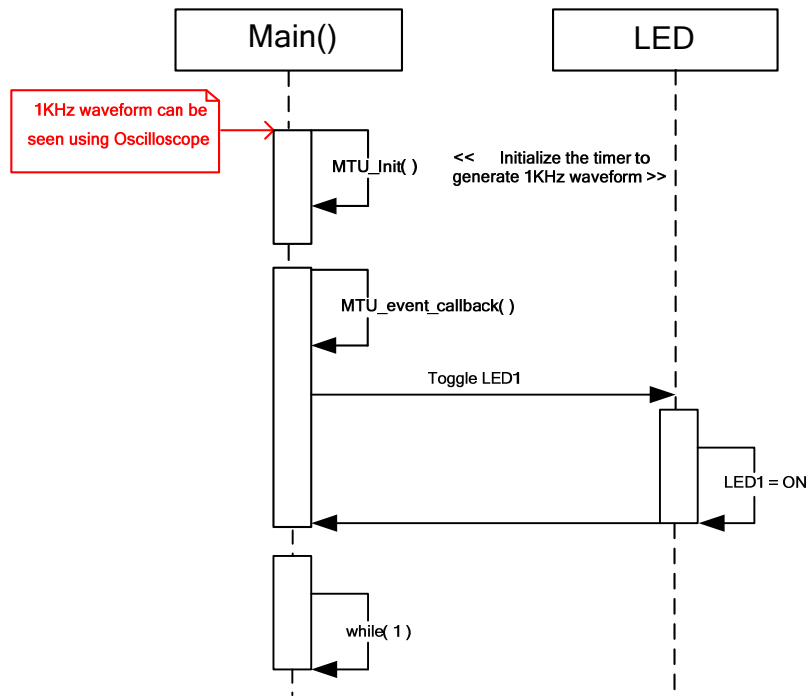 Main()
LED
1KHz waveform can be
seen using Oscilloscope
MTU_Init( )
<< Initialize the timer to
generate 1KHz waveform >>
MTU_event_callback( )
Toggle LED1
LED1 = ON
while( 1 )